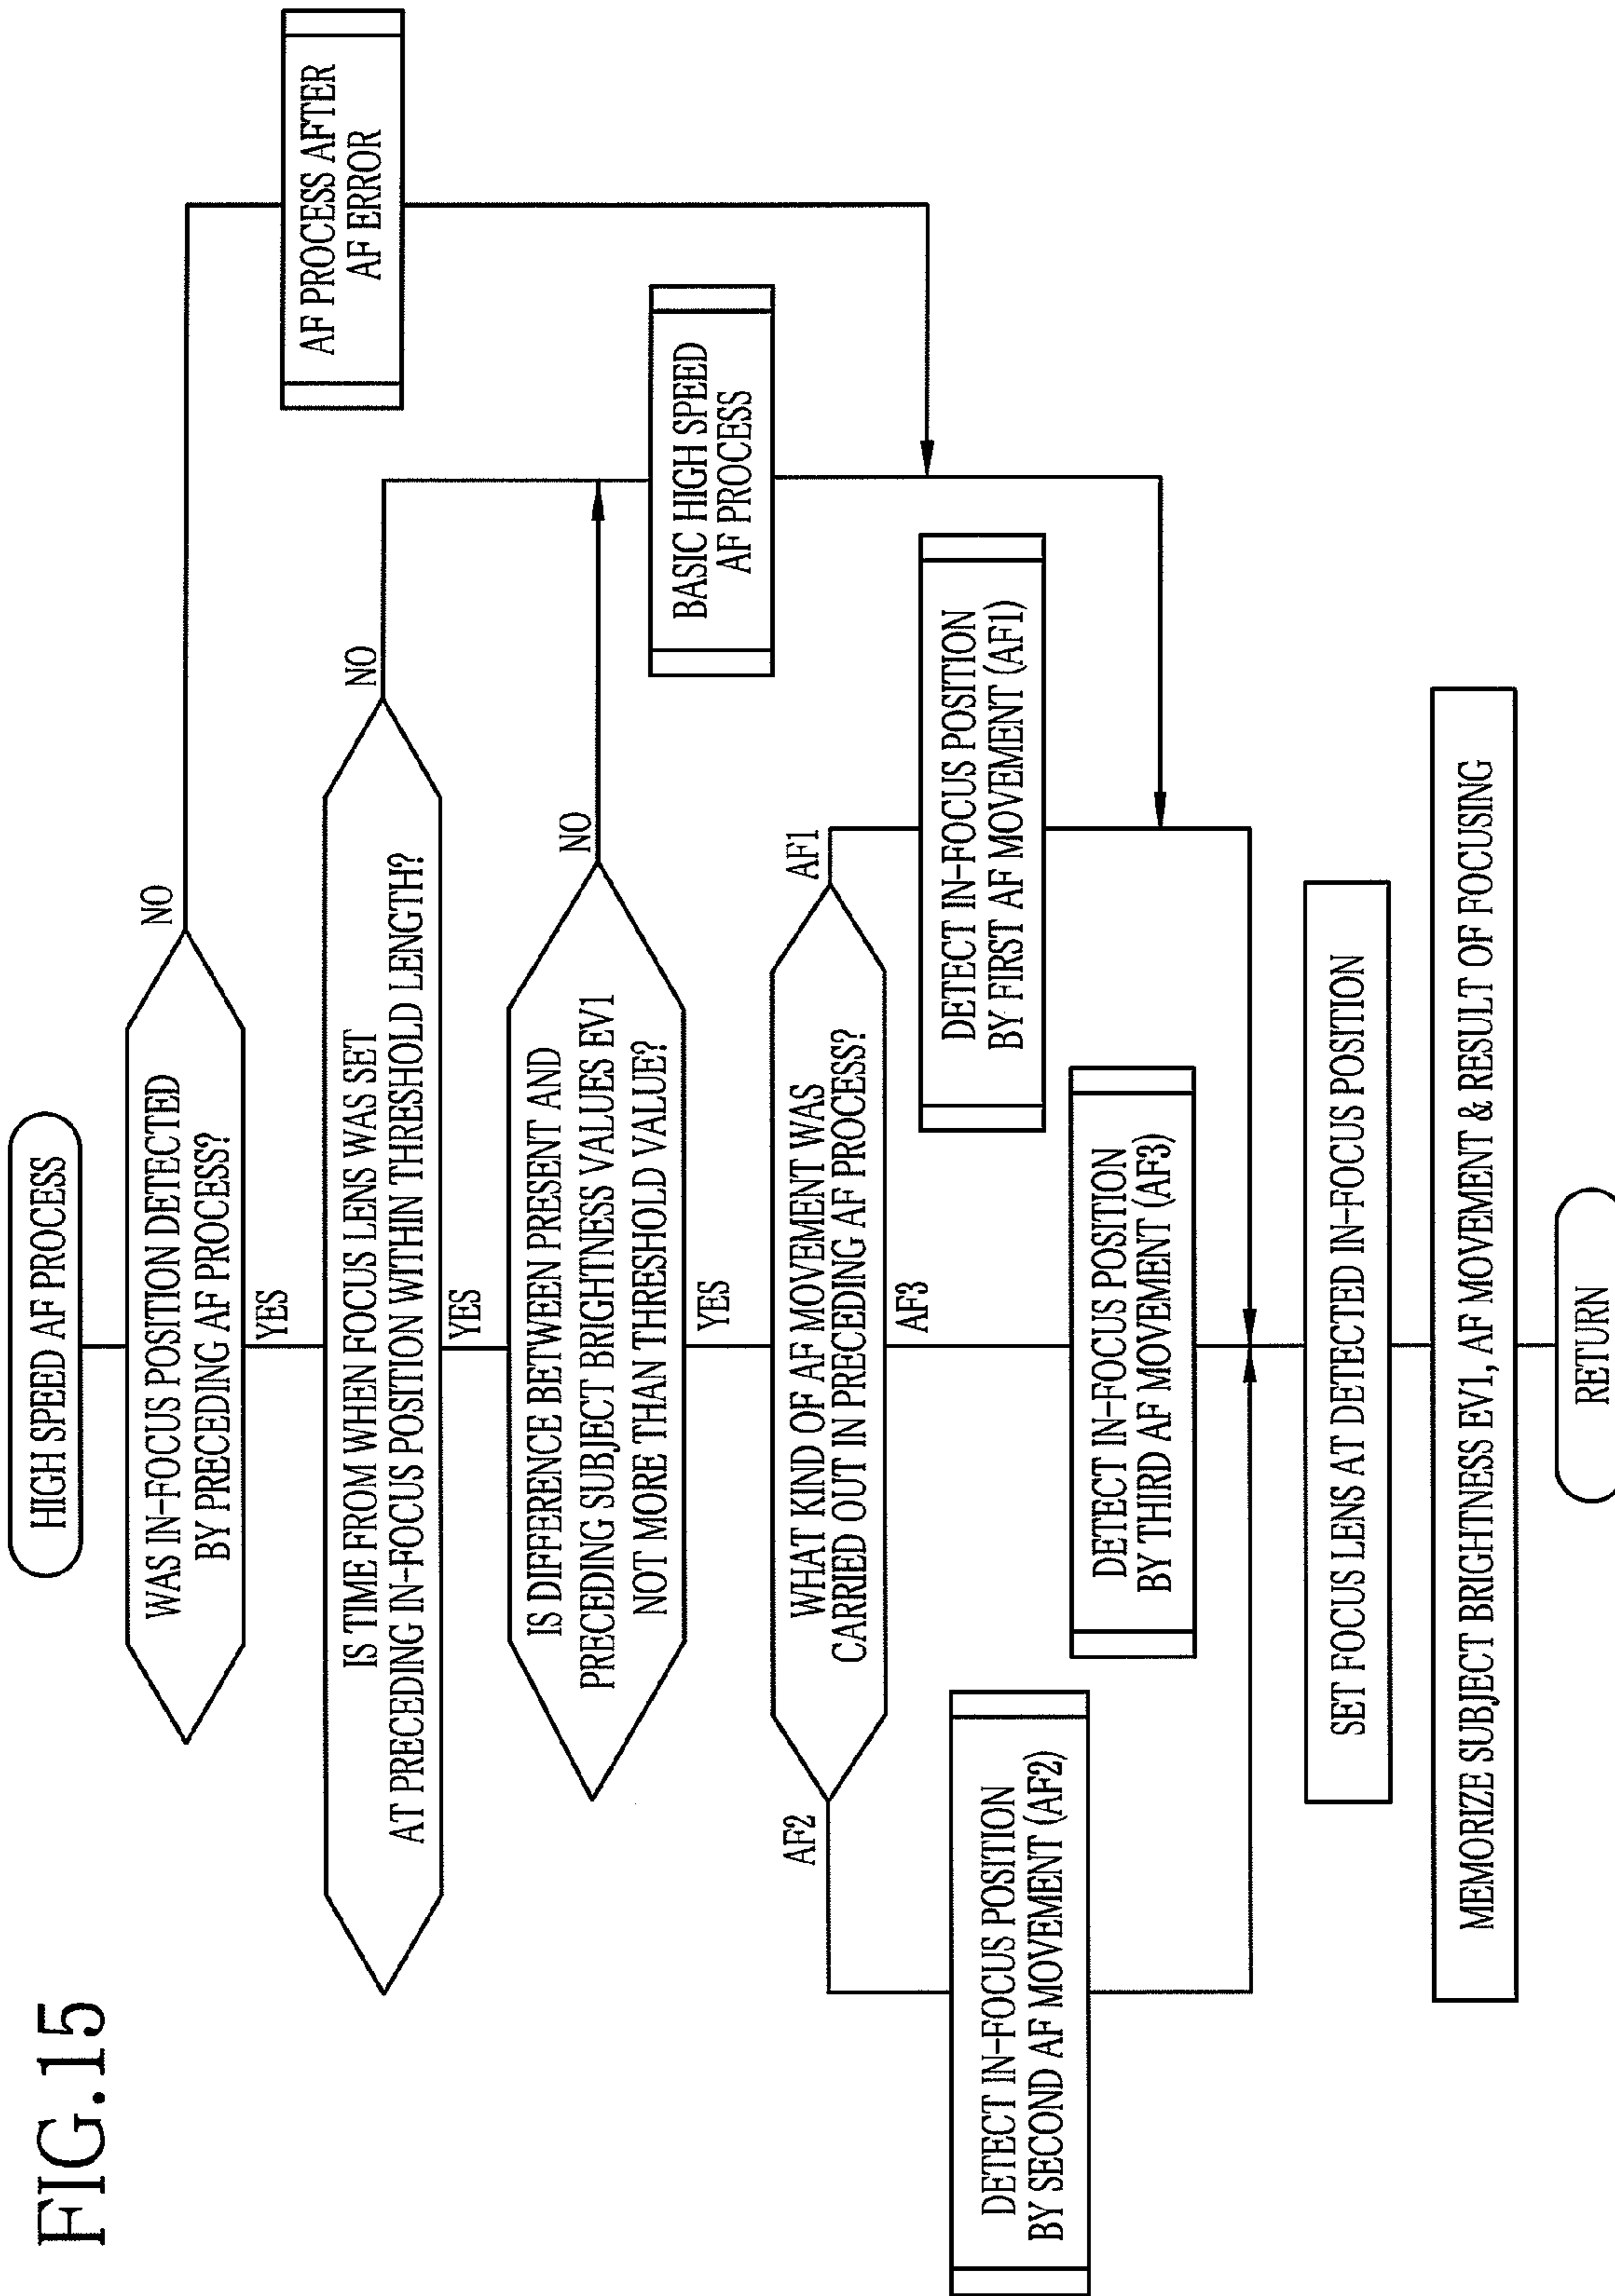 FIG.15
HIGH SPEED AF PROCESS
WAS IN-FOCUS POSITION DETECTED
BY PRECEDING AF PROCESS?
NO
YES
AF PROCESS AFTER
AF ERROR
IS TIME FROM WHEN FOCUS LENS WAS SET
AT PRECEDING IN-FOCUS POSITION WITHIN THRESHOLD LENGTH?
NO
YES
IS DIFFERENCE BETWEEN PRESENT AND
PRECEDING SUBJECT BRIGHTNESS VALUES EV1
NOT MORE THAN THRESHOLD VALUE?
NO
YES
BASIC HIGH SPEED
AF PROCESS
WHAT KIND OF AF MOVEMENT WAS
CARRIED OUT IN PRECEDING AF PROCESS?
AF2
AF3
AF1
DETECT IN-FOCUS POSITION
BY SECOND AF MOVEMENT (AF2)
DETECT IN-FOCUS POSITION
BY THIRD AF MOVEMENT (AF3)
DETECT IN-FOCUS POSITION
BY FIRST AF MOVEMENT (AF1)
SET FOCUS LENS AT DETECTED IN-FOCUS POSITION
MEMORIZE SUBJECT BRIGHTNESS EV1, AF MOVEMENT & RESULT OF FOCUSING
RETURN